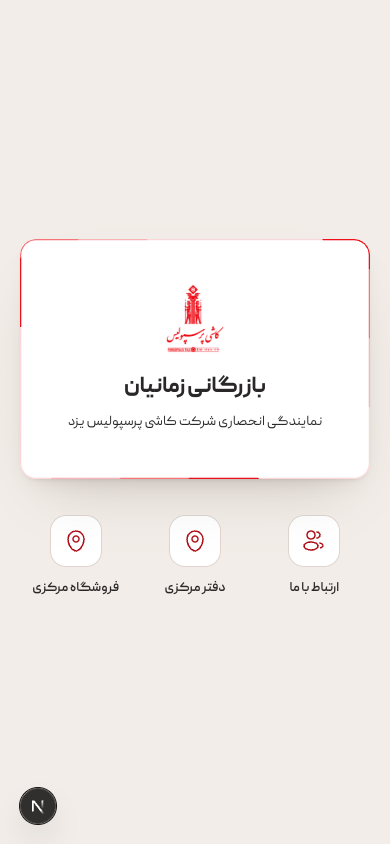 کاشی پرسپولیس
بازرگانی زمانیان
نمایندگی انحصاری شرکت کاشی پرسپولیس یزد
ارتباط با ما
دفتر مرکزی
فروشگاه مرکزی
N